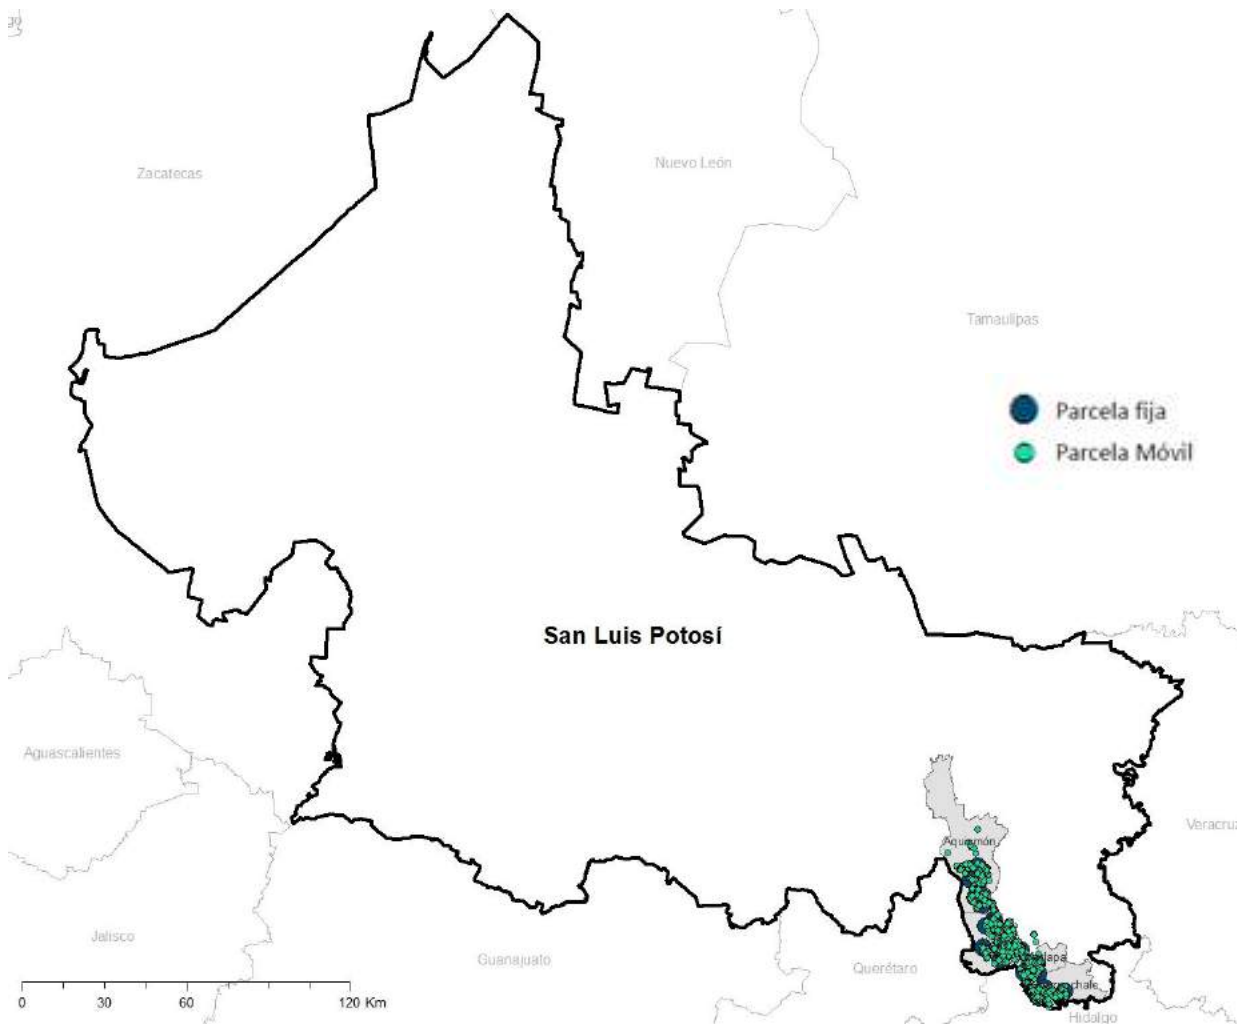 go
Zacatecas
Nuevo León
Tamaulipas
Parcela fija
Parcela Móvil
San Luis Potosí
Aguascalientes
Veracruz
Aquismón
Jalisco
Guanajuato
Querétaro
Hidalgo
0 30 60 120 Km